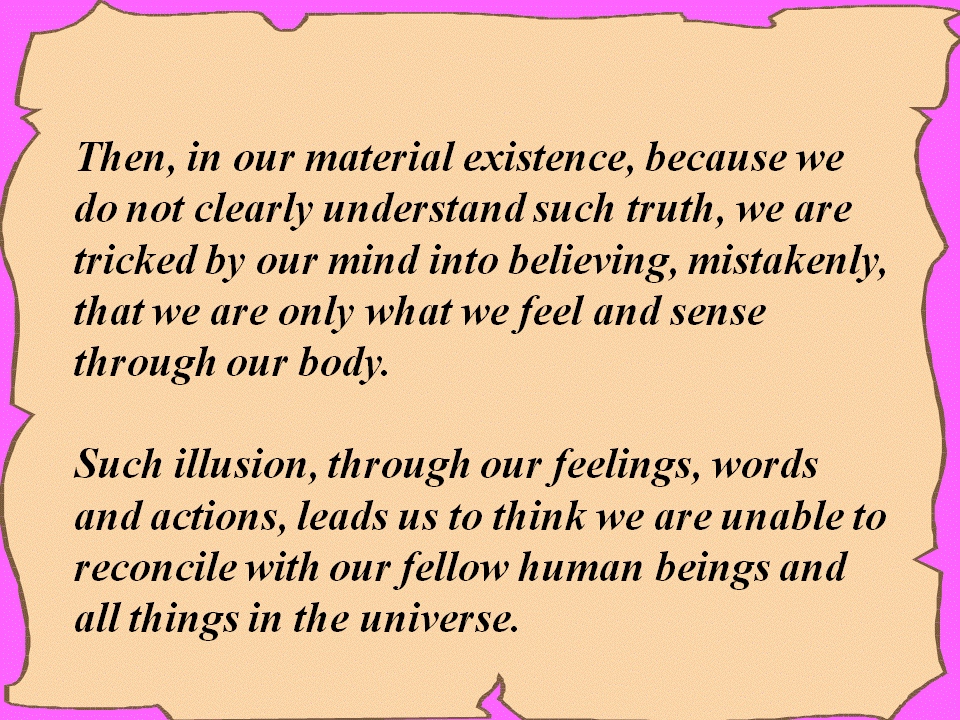 Then, in our material existence, because we
do not clearly understand such truth, we are
tricked by our mind into believing, mistakenly,
that we are only what we feel and sense
through our body.
Such illusion, through our feelings, words
and actions, leads us to think we are unable to
reconcile with our fellow human beings and
all things in the universe.